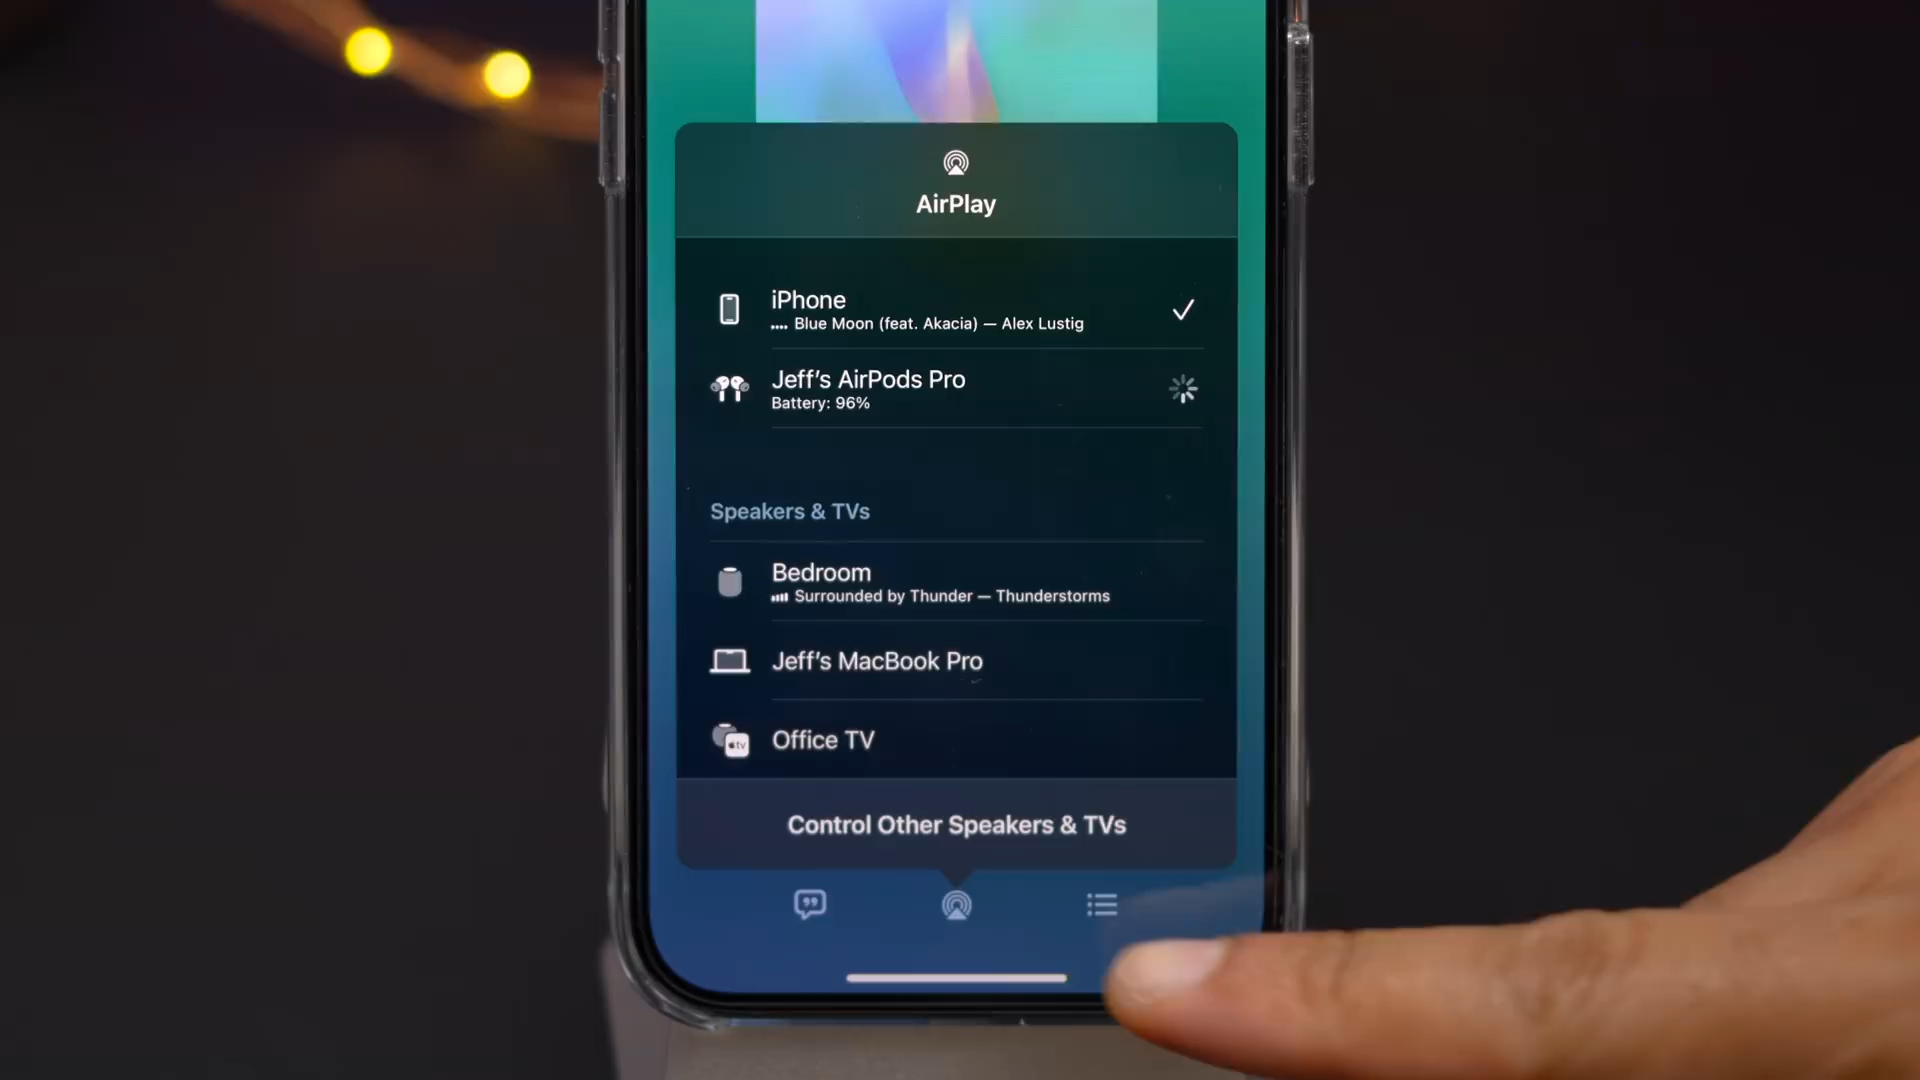 AirPlay
iPhone
Blue Moon (feat. Akacia) — Alex Lustig
Jeff’s AirPods Pro
Battery: 96%
Speakers & TVs
Bedroom
Surrounded by Thunder — Thunderstorms
Jeff’s MacBook Pro
tv
Office TV
Control Other Speakers & TVs